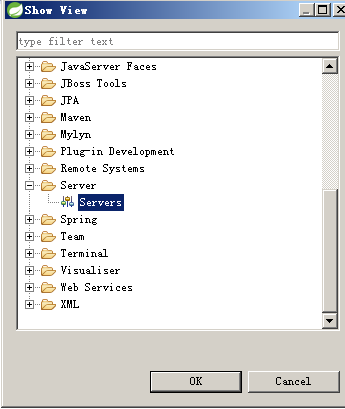 Show View
type filter text
JavaServer Faces
JBoss Tools
JPA
Maven
Mylyn
Plug-in Development
Remote Systems
Server
Servers
Spring
Team
Terminal
Visualiser
Web Services
XML
OK
Cancel